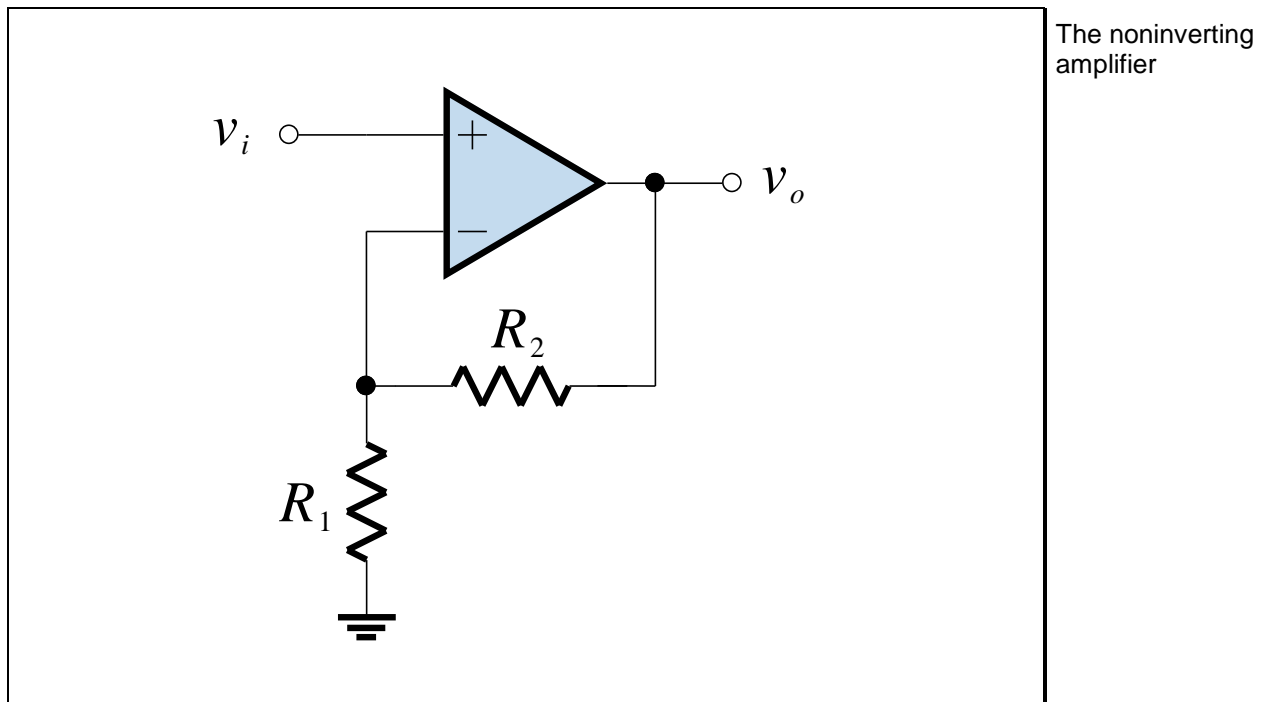 The noninverting
amplifier
v_i
+
v_o
−
R_2
R_1